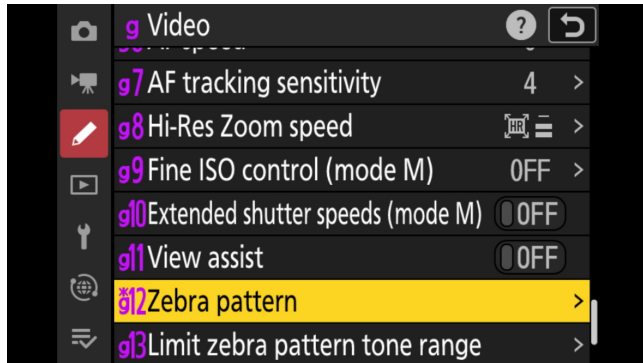 g Video
?
g7 AF tracking sensitivity 4 >
g8 Hi-Res Zoom speed HR >
g9 Fine ISO control (mode M) OFF >
g10 Extended shutter speeds (mode M) OFF
g11 View assist OFF
*g12 Zebra pattern >
g13 Limit zebra pattern tone range >